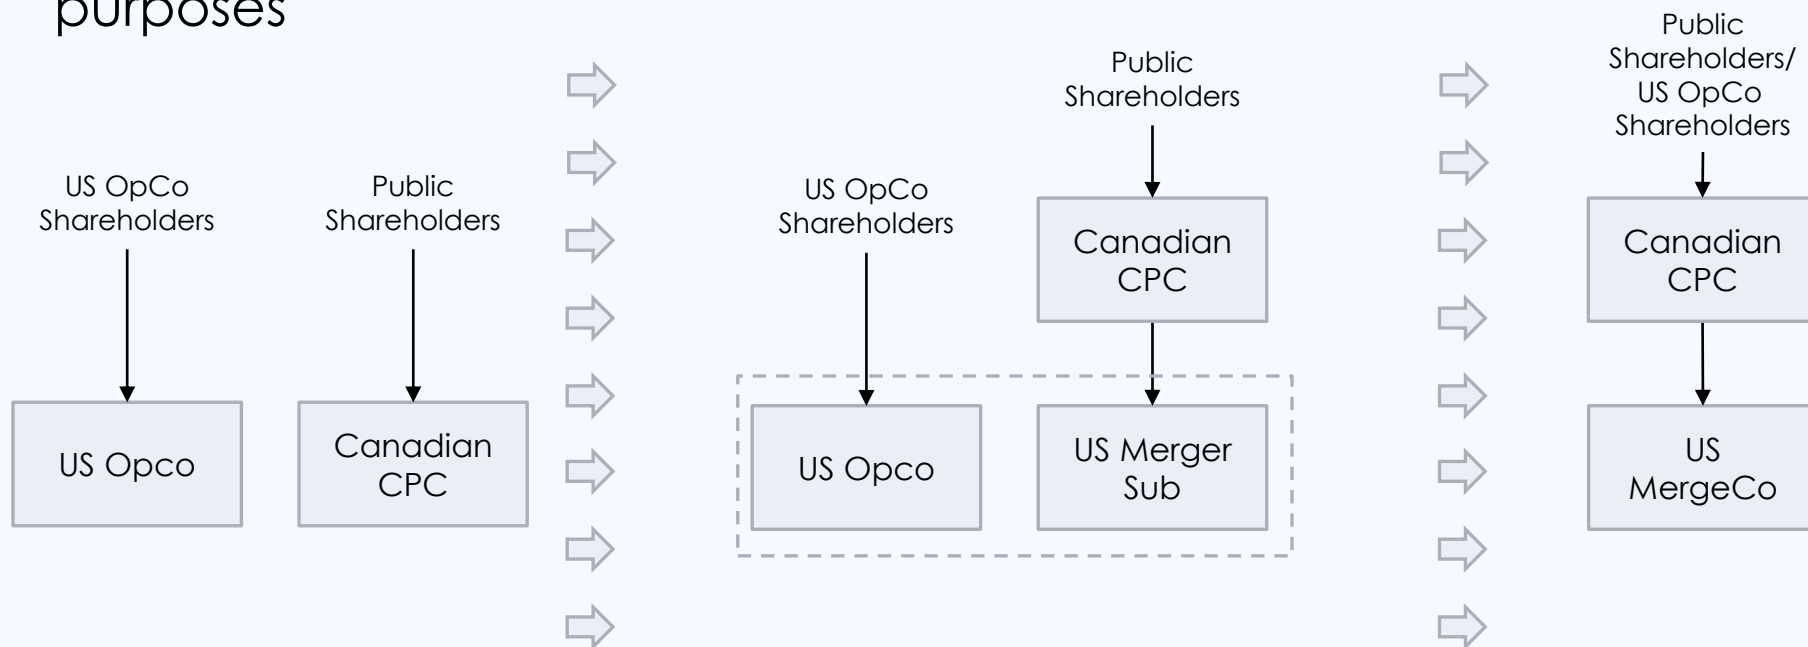 purposes
US OpCo
Shareholders
Public
Shareholders
US Opco
Canadian
CPC
Public
Shareholders
US OpCo
Shareholders
Canadian
CPC
US Opco
US Merger
Sub
Public
Shareholders/
US OpCo
Shareholders
Canadian
CPC
US
MergeCo